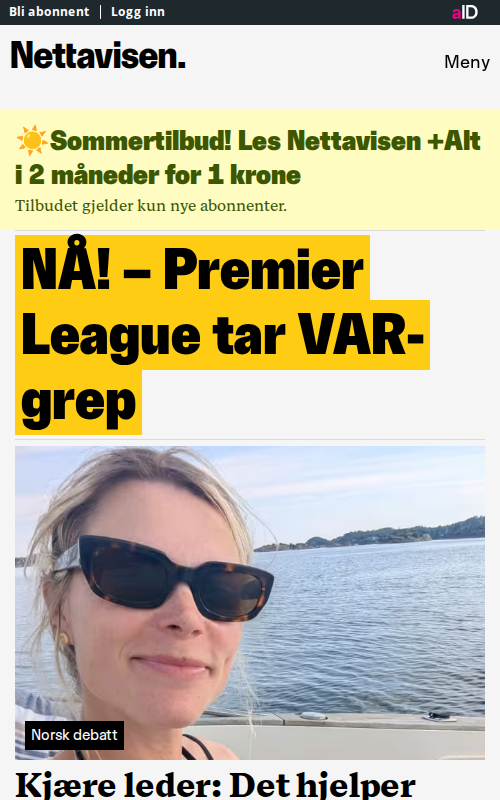 Bli abonnent | Logg inn
aID
Nettavisen.
Meny
☀️Sommertilbud! Les Nettavisen +Alt
i 2 måneder for 1 krone
Tilbudet gjelder kun nye abonnenter.
NÅ! – Premier
League tar VAR-
grep
Norsk debatt
Kjære leder: Det hjelper